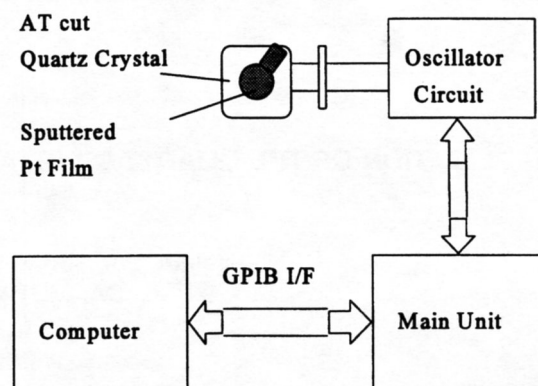 AT cut
Quartz Crystal
Sputtered
Pt Film
Oscillator
Circuit
GPIB I/F
Computer
Main Unit